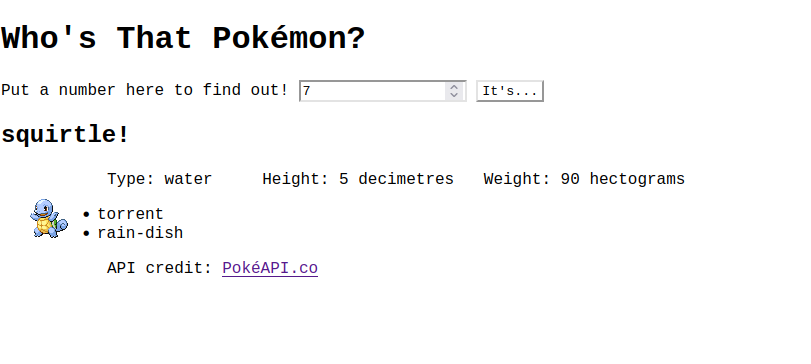 Who's That Pokémon?
Put a number here to find out! 7 It's...
squirtle!
Type: water Height: 5 decimetres Weight: 90 hectograms
torrent
rain-dish
API credit: PokéAPI.co